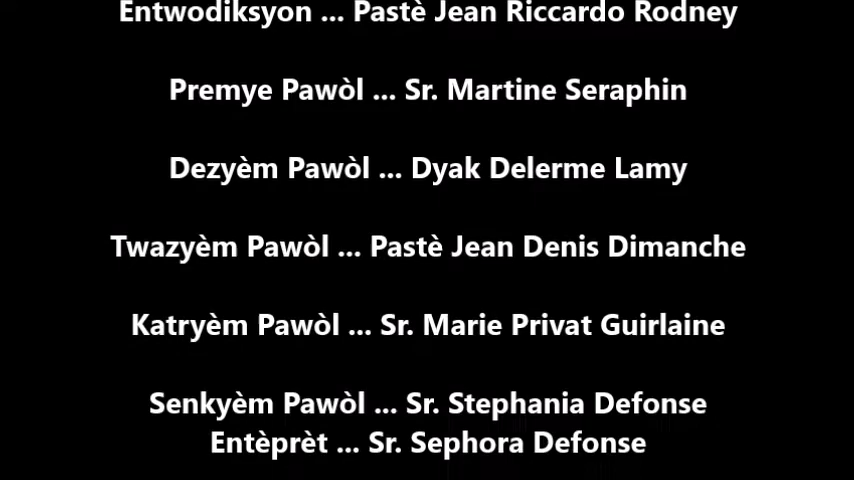 Entwodiksyon ... Pastè Jean Riccardo Rodney
Premye Pawòl ... Sr. Martine Seraphin
Dezyèm Pawòl ... Dyak Delerme Lamy
Twazyèm Pawòl ... Pastè Jean Denis Dimanche
Katryèm Pawòl ... Sr. Marie Privat Guirlaine
Senkyèm Pawòl ... Sr. Stephania Defonse
Entèprèt ... Sr. Sephora Defonse